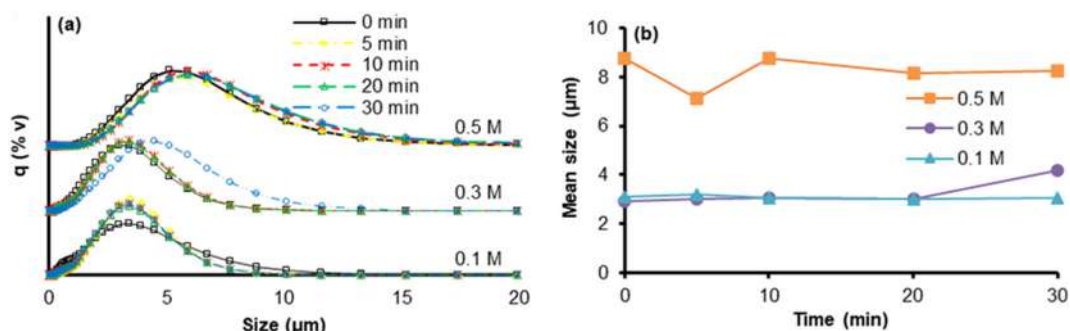 (a)
0 min
5 min
10 min
20 min
30 min
q (% v)
0.5 M
0.3 M
0.1 M
0 5 10 15 20
Size (µm)
(b)
10
8
6
4
2
0
Mean size (µm)
0.5 M
0.3 M
0.1 M
0 10 20 30
Time (min)